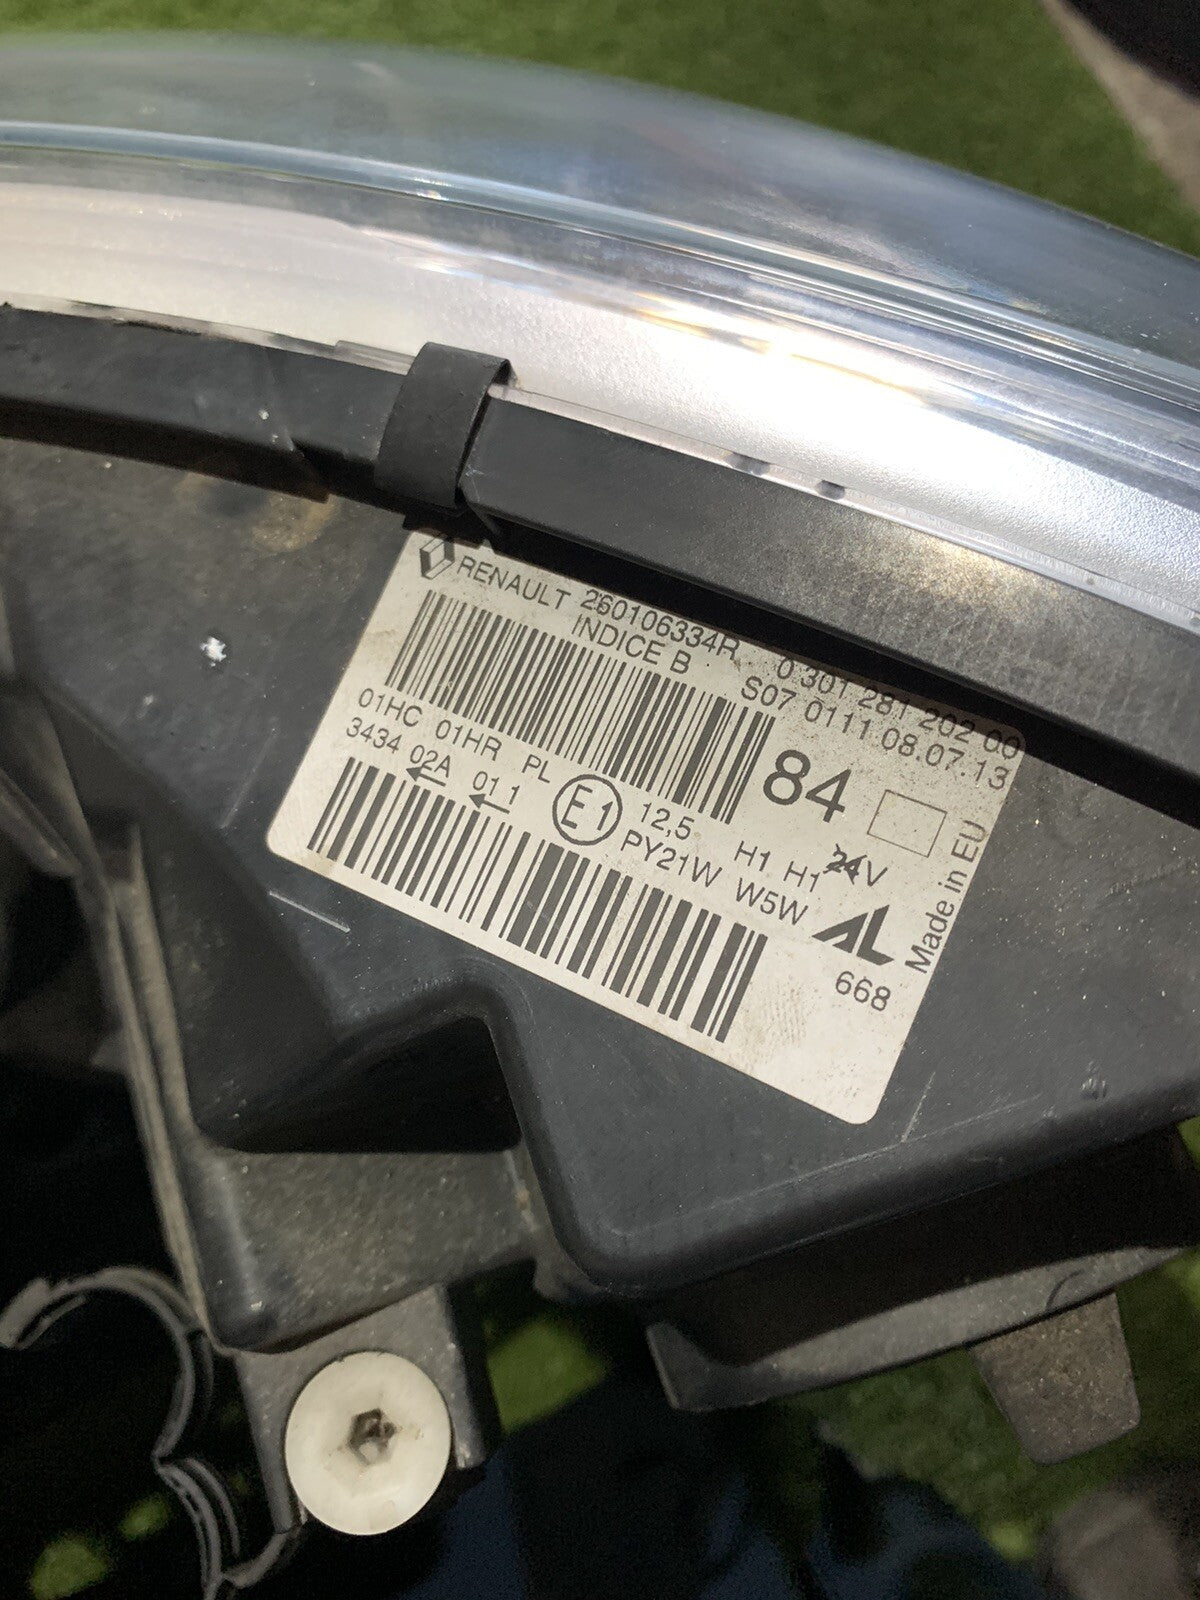 RENAULT 260106334R 0 301 281 202 00
INDICE B S07 0111 08.07.13
84
01HC 01HR PL E1 12,5 H1 H1 24V
3434 02A 01 1 PY21W W5W
AL
668
Made in EU